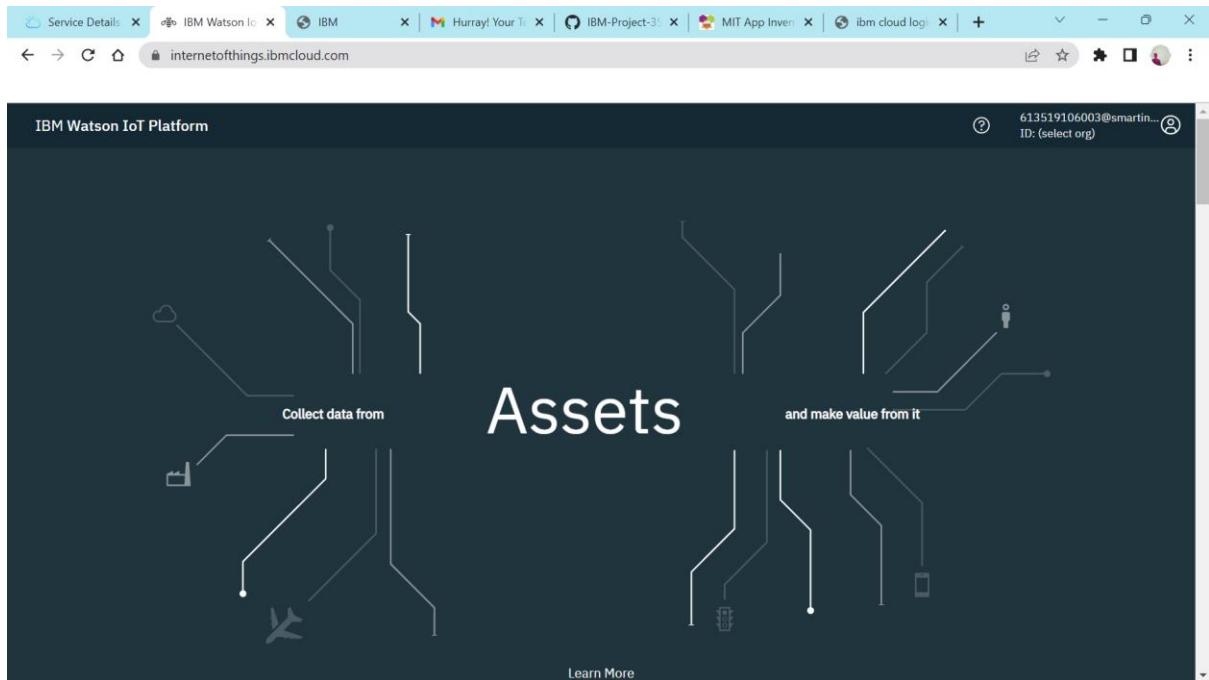 Service Details
IBM Watson Io
IBM
Hurray! Your Te
IBM-Project-35
MIT App Inven
ibm cloud logi
internetofthings.ibmcloud.com
IBM Watson IoT Platform
613519106003@smartin...
ID: (select org)
Collect data from
Assets
and make value from it
Learn More